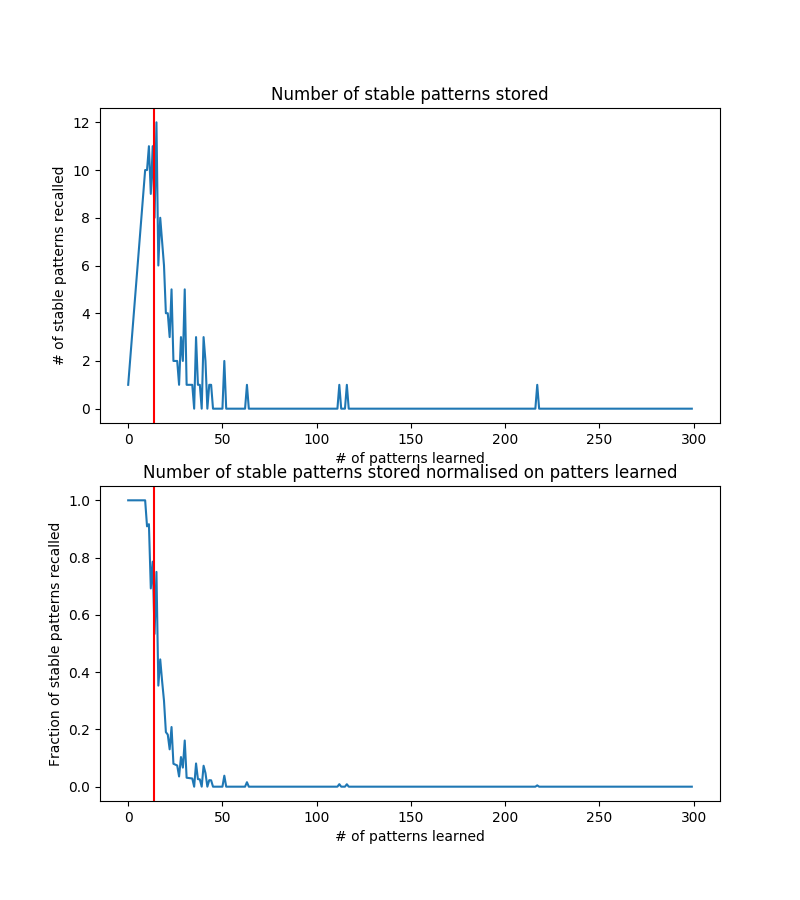 Number of stable patterns stored
12
10
8
6
4
2
0
# of stable patterns recalled
0 50 100 150 200 250 300
# of patterns learned
Number of stable patterns stored normalised on patters learned
1.0
0.8
0.6
0.4
0.2
0.0
Fraction of stable patterns recalled
0 50 100 150 200 250 300
# of patterns learned